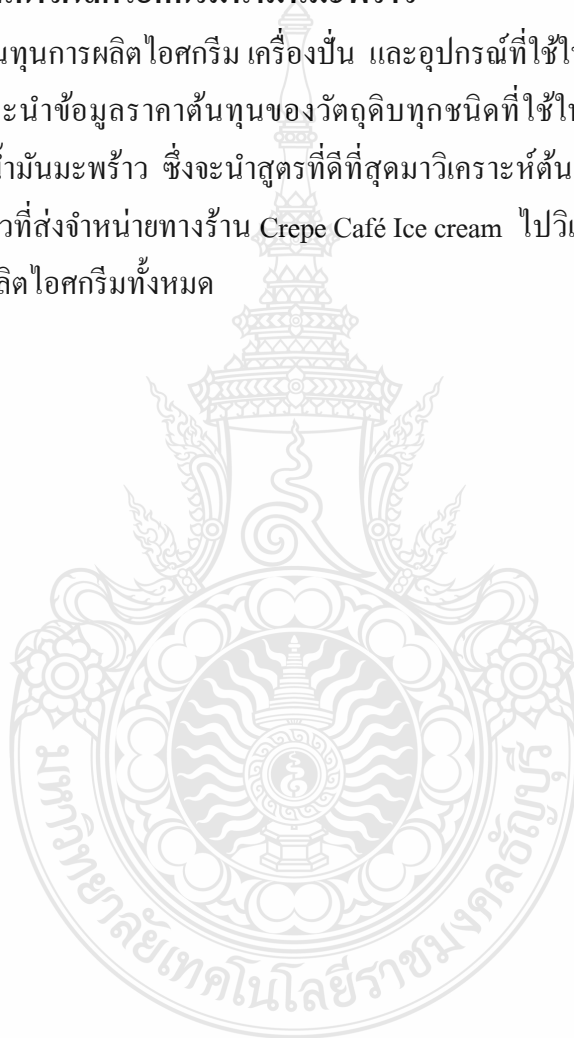 นทุนการผลิตไอศกรีม เครื่องปั่น และอุปกรณ์ที่ใช้ใ
ะนำข้อมูลราคาต้นทุนของวัตถุดิบทุกชนิดที่ใช้ใ
น้ำมันมะพร้าว ซึ่งจะนำสูตรที่ดีที่สุดมาวิเคราะห์ต้น
วที่ส่งจำหน่ายทางร้าน Crepe Café Ice cream ไปวิเ
ลิตไอศกรีมทั้งหมด
มหาวิทยาลัยเทคโนโลยีราชมงคลธัญบุรี